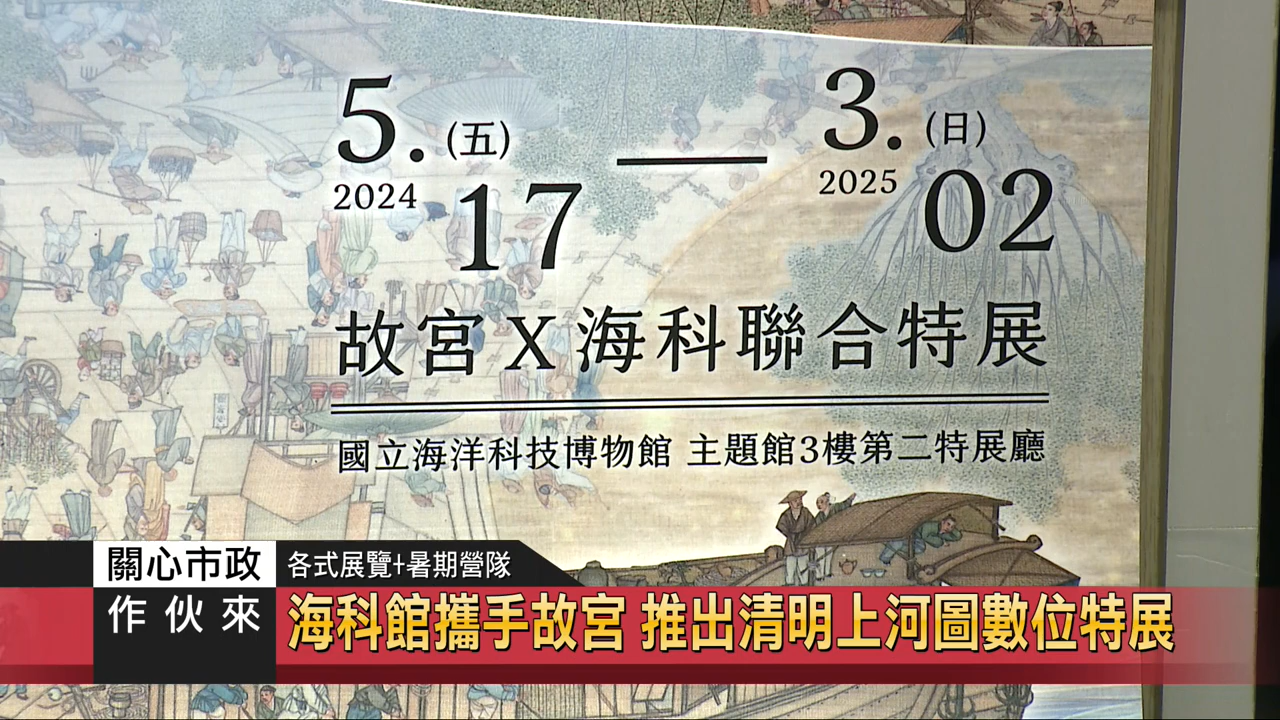 5.(五) 3.(日)
2024 17 — 2025 02
故宮X海科聯合特展
國立海洋科技博物館 主題館3樓第二特展廳
關心市政 各式展覽+暑期營隊
作伙來 海科館攜手故宮 推出清明上河圖數位特展